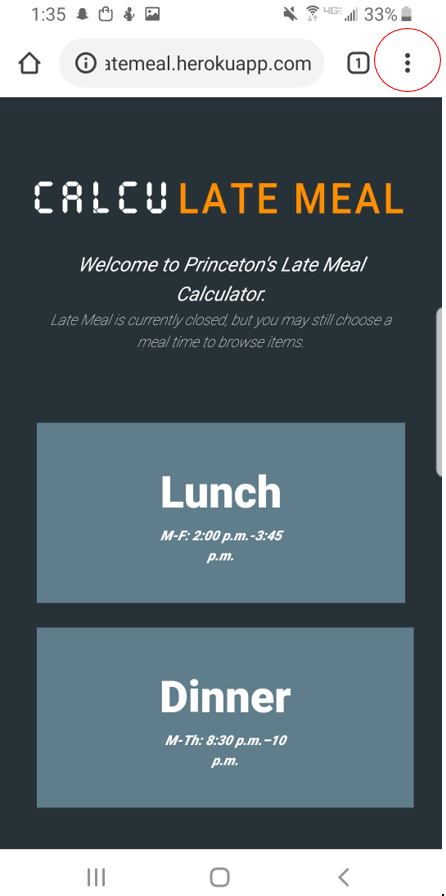 1:35 4G 33%
atemeal.herokuapp.com 1
CALCULATE MEAL
Welcome to Princeton's Late Meal
Calculator.
Late Meal is currently closed, but you may still choose a
meal time to browse items.
Lunch
M-F: 2:00 p.m.-3:45
p.m.
Dinner
M-Th: 8:30 p.m.–10
p.m.